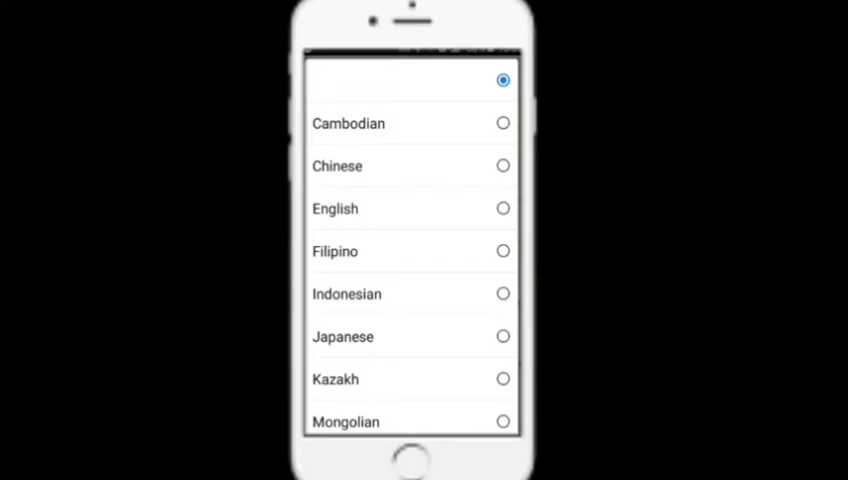 Cambodian
Chinese
English
Filipino
Indonesian
Japanese
Kazakh
Mongolian